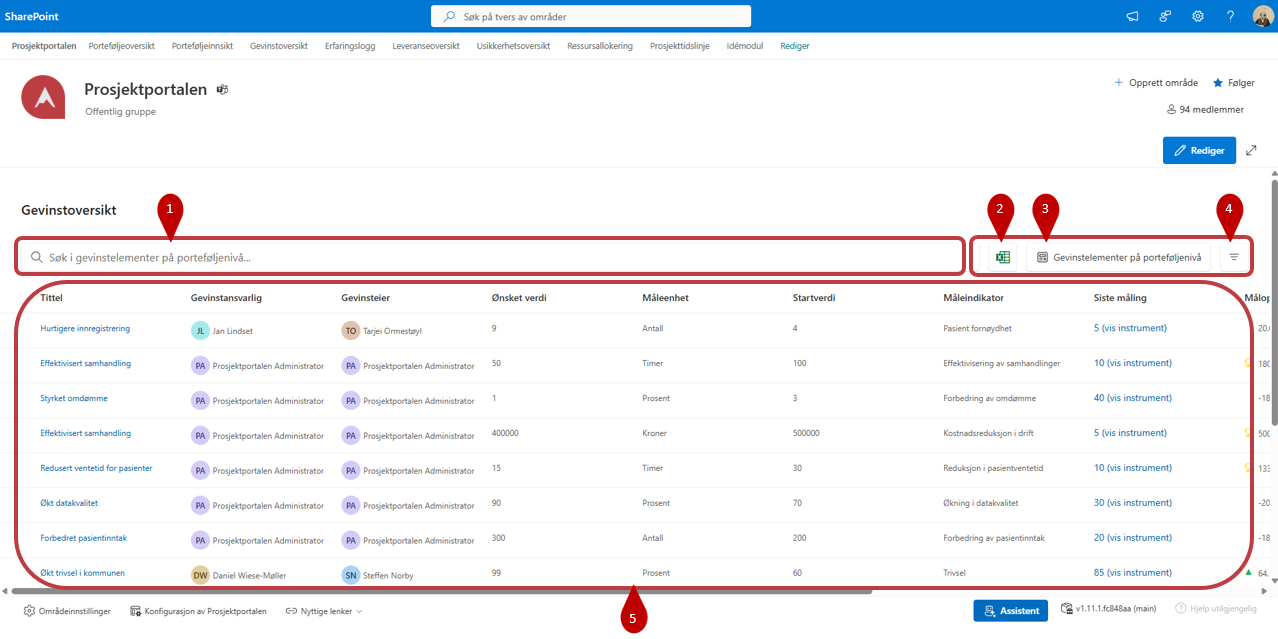 SharePoint
Søk på tvers av områder
?
Prosjektportalen Porteføljeoversikt Porteføljeinnsikt Gevinstoversikt Erfaringslogg Leveranseoversikt Usikkerhetsoversikt Ressursallokering Prosjekttidslinje Idémodul Rediger
Prosjektportalen
Offentlig gruppe
+ Opprett område Følger
94 medlemmer
Rediger
Gevinstoversikt
1 2 3 4
Søk i gevinstelementer på porteføljenivå...
Gevinstelementer på porteføljenivå
Tittel Gevinstansvarlig Gevinsteier Ønsket verdi Måleenhet Startverdi Måleindikator Siste måling Målop
Hurtigere innregistrering JL Jan Lindset TO Tarjei Ormestøyl 9 Antall 4 Pasient fornøydhet 5 (vis instrument) 20.0
Effektivisert samhandling PA Prosjektportalen Administrator PA Prosjektportalen Administrator 50 Timer 100 Effektivisering av samhandlinger 10 (vis instrument) 180
Styrket omdømme PA Prosjektportalen Administrator PA Prosjektportalen Administrator 1 Prosent 3 Forbedring av omdømme 40 (vis instrument) -18
Effektivisert samhandling PA Prosjektportalen Administrator PA Prosjektportalen Administrator 400000 Kroner 500000 Kostnadsreduksjon i drift 5 (vis instrument) 500
Redusert ventetid for pasienter PA Prosjektportalen Administrator PA Prosjektportalen Administrator 15 Timer 30 Reduksjon i pasientventetid 10 (vis instrument) 133
Økt datakvalitet PA Prosjektportalen Administrator PA Prosjektportalen Administrator 90 Prosent 70 Økning i datakvalitet 30 (vis instrument) -20
Forbedret pasientinntak PA Prosjektportalen Administrator PA Prosjektportalen Administrator 300 Antall 200 Forbedring av pasientinntak 20 (vis instrument) -18
Økt trivsel i kommunen DW Daniel Wiese-Møller SN Steffen Norby 99 Prosent 60 Trivsel 85 (vis instrument) 64.
5
Områdeinnstillinger Konfigurasjon av Prosjektportalen Nyttige lenker
Assistent v1.11.1.fc848aa (main) ? Hjelp utilgjengelig